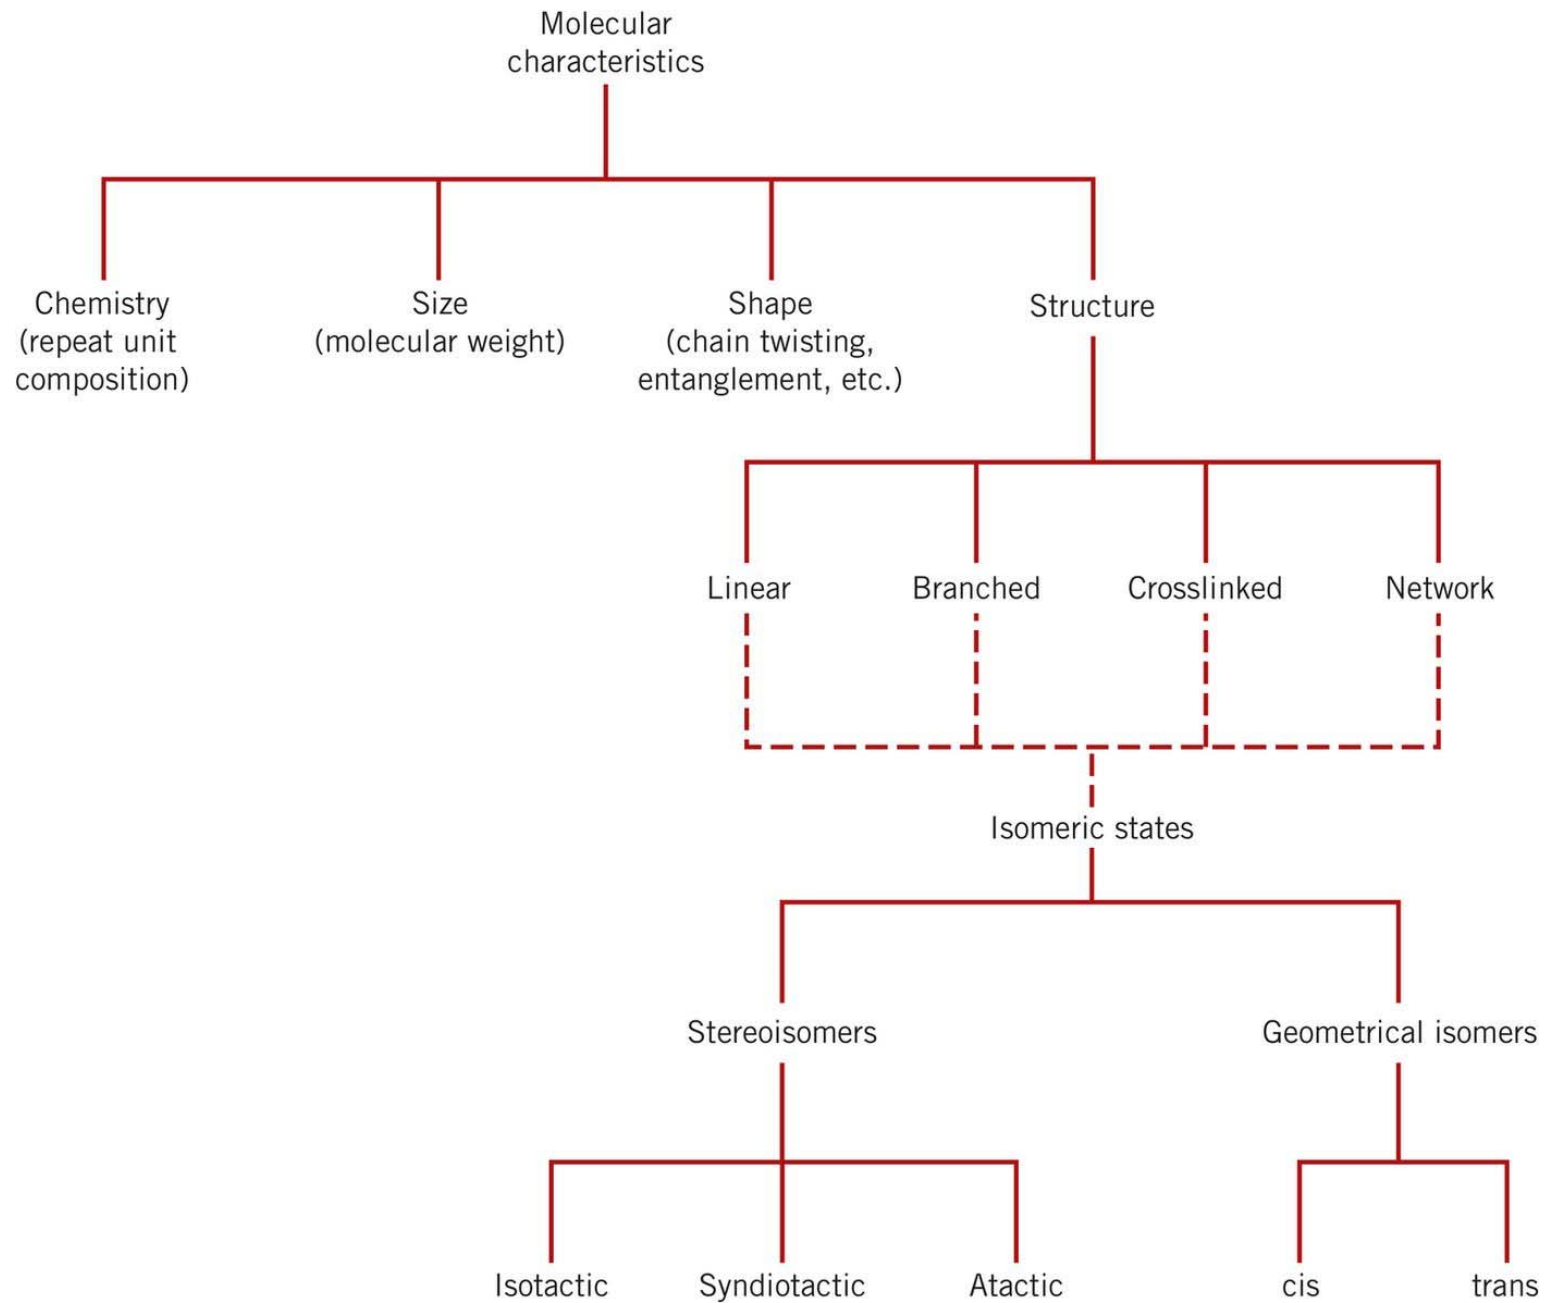 Molecular
characteristics
Chemistry
(repeat unit
composition)
Size
(molecular weight)
Shape
(chain twisting,
entanglement, etc.)
Structure
Linear
Branched
Crosslinked
Network
Isomeric states
Stereoisomers
Geometrical isomers
Isotactic
Syndiotactic
Atactic
cis
trans